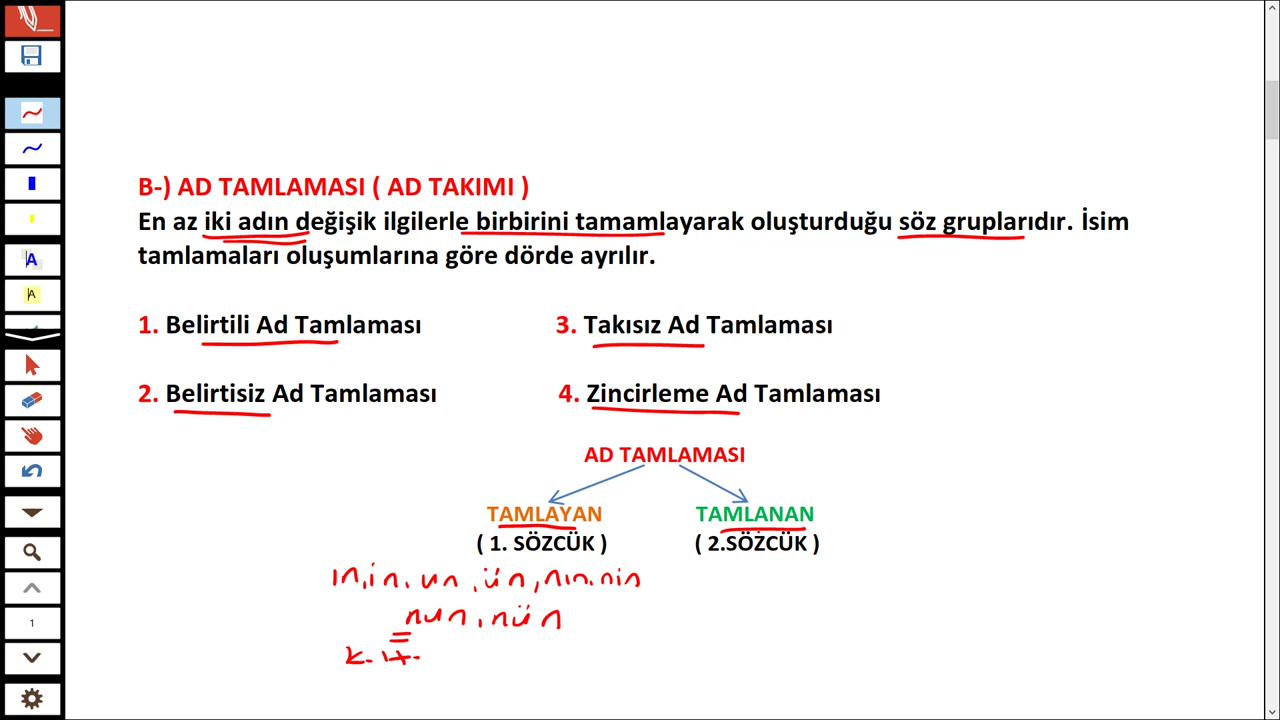 B-) AD TAMLAMASI ( AD TAKIMI )
En az iki adın değişik ilgilerle birbirini tamamlayarak oluşturduğu söz gruplarıdır. İsim
tamlamaları oluşumlarına göre dörde ayrılır.
1. Belirtili Ad Tamlaması
3. Takısız Ad Tamlaması
2. Belirtisiz Ad Tamlaması
4. Zincirleme Ad Tamlaması
AD TAMLAMASI
TAMLAYAN
TAMLANAN
( 1. SÖZCÜK )
( 2.SÖZCÜK )
ın, in, un, ün, nın, nin
nun, nün
A
A
1